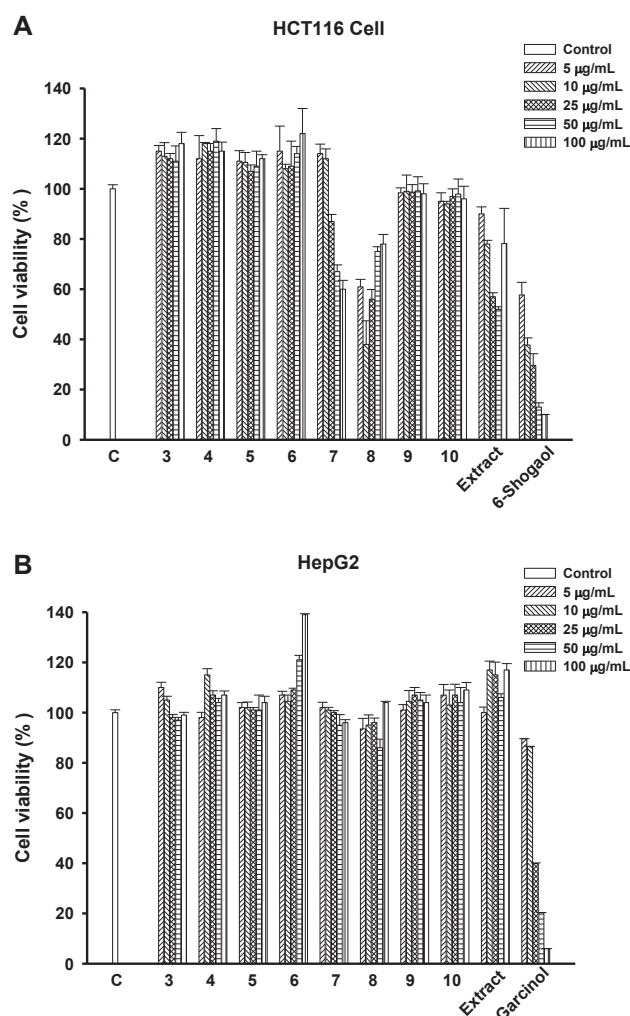 A
HCT116 Cell
Control
5 µg/mL
10 µg/mL
25 µg/mL
50 µg/mL
100 µg/mL
140
120
100
80
60
40
20
0
Cell viability (% )
C 3 4 5 6 7 8 9 10 Extract 6-Shogaol
B
HepG2
Control
5 µg/mL
10 µg/mL
25 µg/mL
50 µg/mL
100 µg/mL
140
120
100
80
60
40
20
0
Cell viability (% )
C 3 4 5 6 7 8 9 10 Extract Garcinol